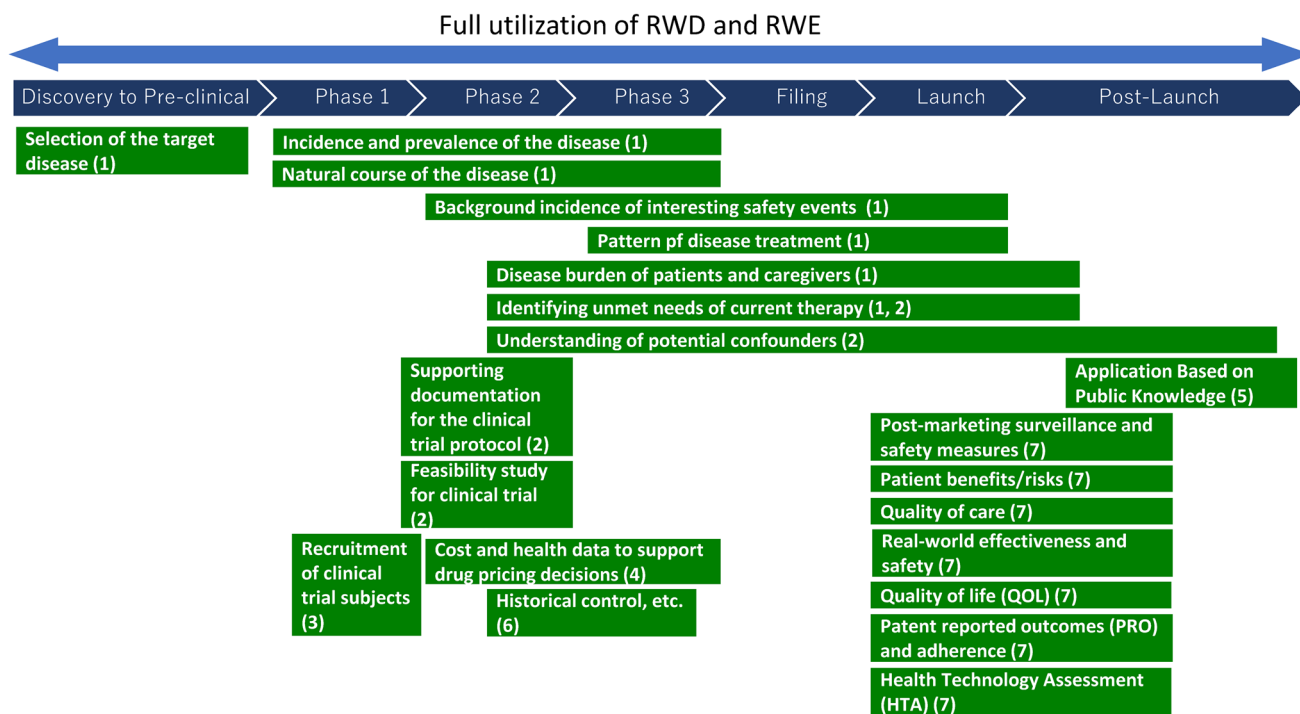 Full utilization of RWD and RWE
Discovery to Pre-clinical
Phase 1
Phase 2
Phase 3
Filing
Launch
Post-Launch
Selection of the target
disease (1)
Incidence and prevalence of the disease (1)
Natural course of the disease (1)
Background incidence of interesting safety events (1)
Pattern pf disease treatment (1)
Disease burden of patients and caregivers (1)
Identifying unmet needs of current therapy (1, 2)
Understanding of potential confounders (2)
Supporting
documentation
for the clinical
trial protocol (2)
Feasibility study
for clinical trial
(2)
Recruitment
of clinical
trial subjects
(3)
Cost and health data to support
drug pricing decisions (4)
Historical control, etc.
(6)
Application Based on
Public Knowledge (5)
Post-marketing surveillance and
safety measures (7)
Patient benefits/risks (7)
Quality of care (7)
Real-world effectiveness and
safety (7)
Quality of life (QOL) (7)
Patent reported outcomes (PRO)
and adherence (7)
Health Technology Assessment
(HTA) (7)